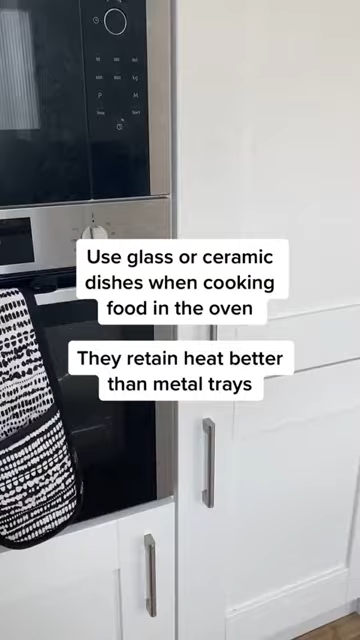 Use glass or ceramic
dishes when cooking
food in the oven
They retain heat better
than metal trays